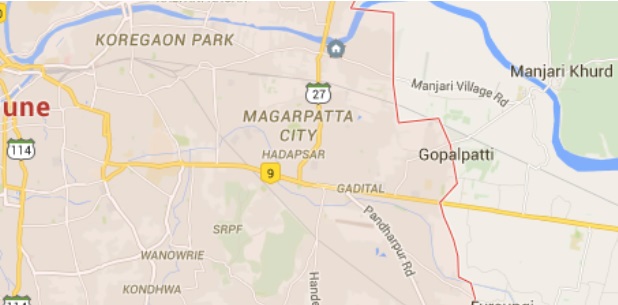 KOREGAON PARK
Manjari Khurd
Manjari Village Rd
27
une
MAGARPATTA
CITY
114
HADAPSAR
Gopalpatti
9
GADITAL
Pandharpur Rd
SRPF
WANOWRIE
KONDHWA
Hande
114